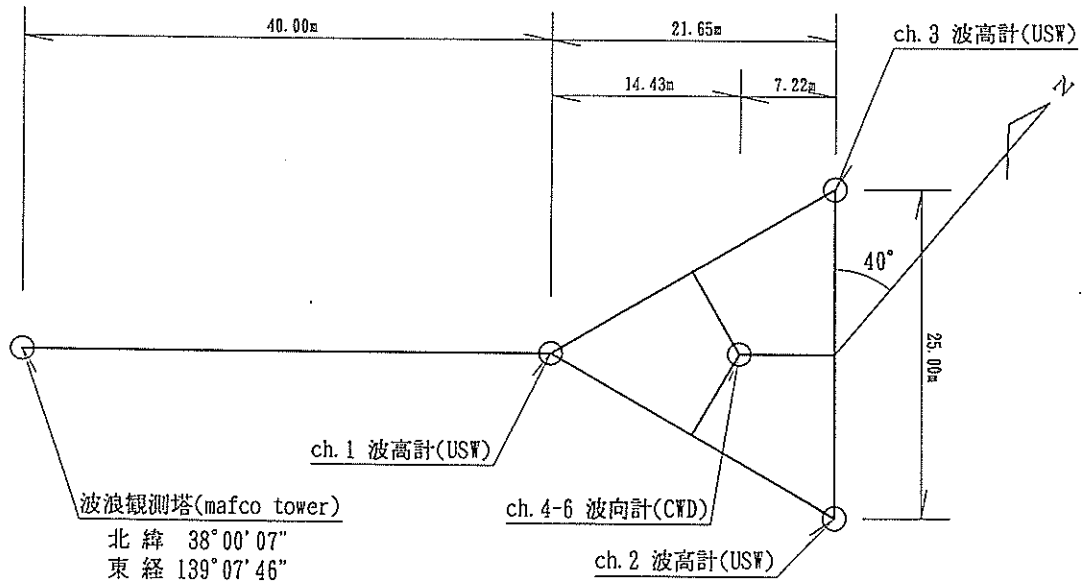 40.00m
21.65m
ch.3 波高計(USW)
14.43m
7.22m
北
40°
25.00m
ch.1 波高計(USW)
波浪観測塔(mafco tower)
北緯 38°00'07"
東経 139°07'46"
ch.4-6 波向計(CWD)
ch.2 波高計(USW)